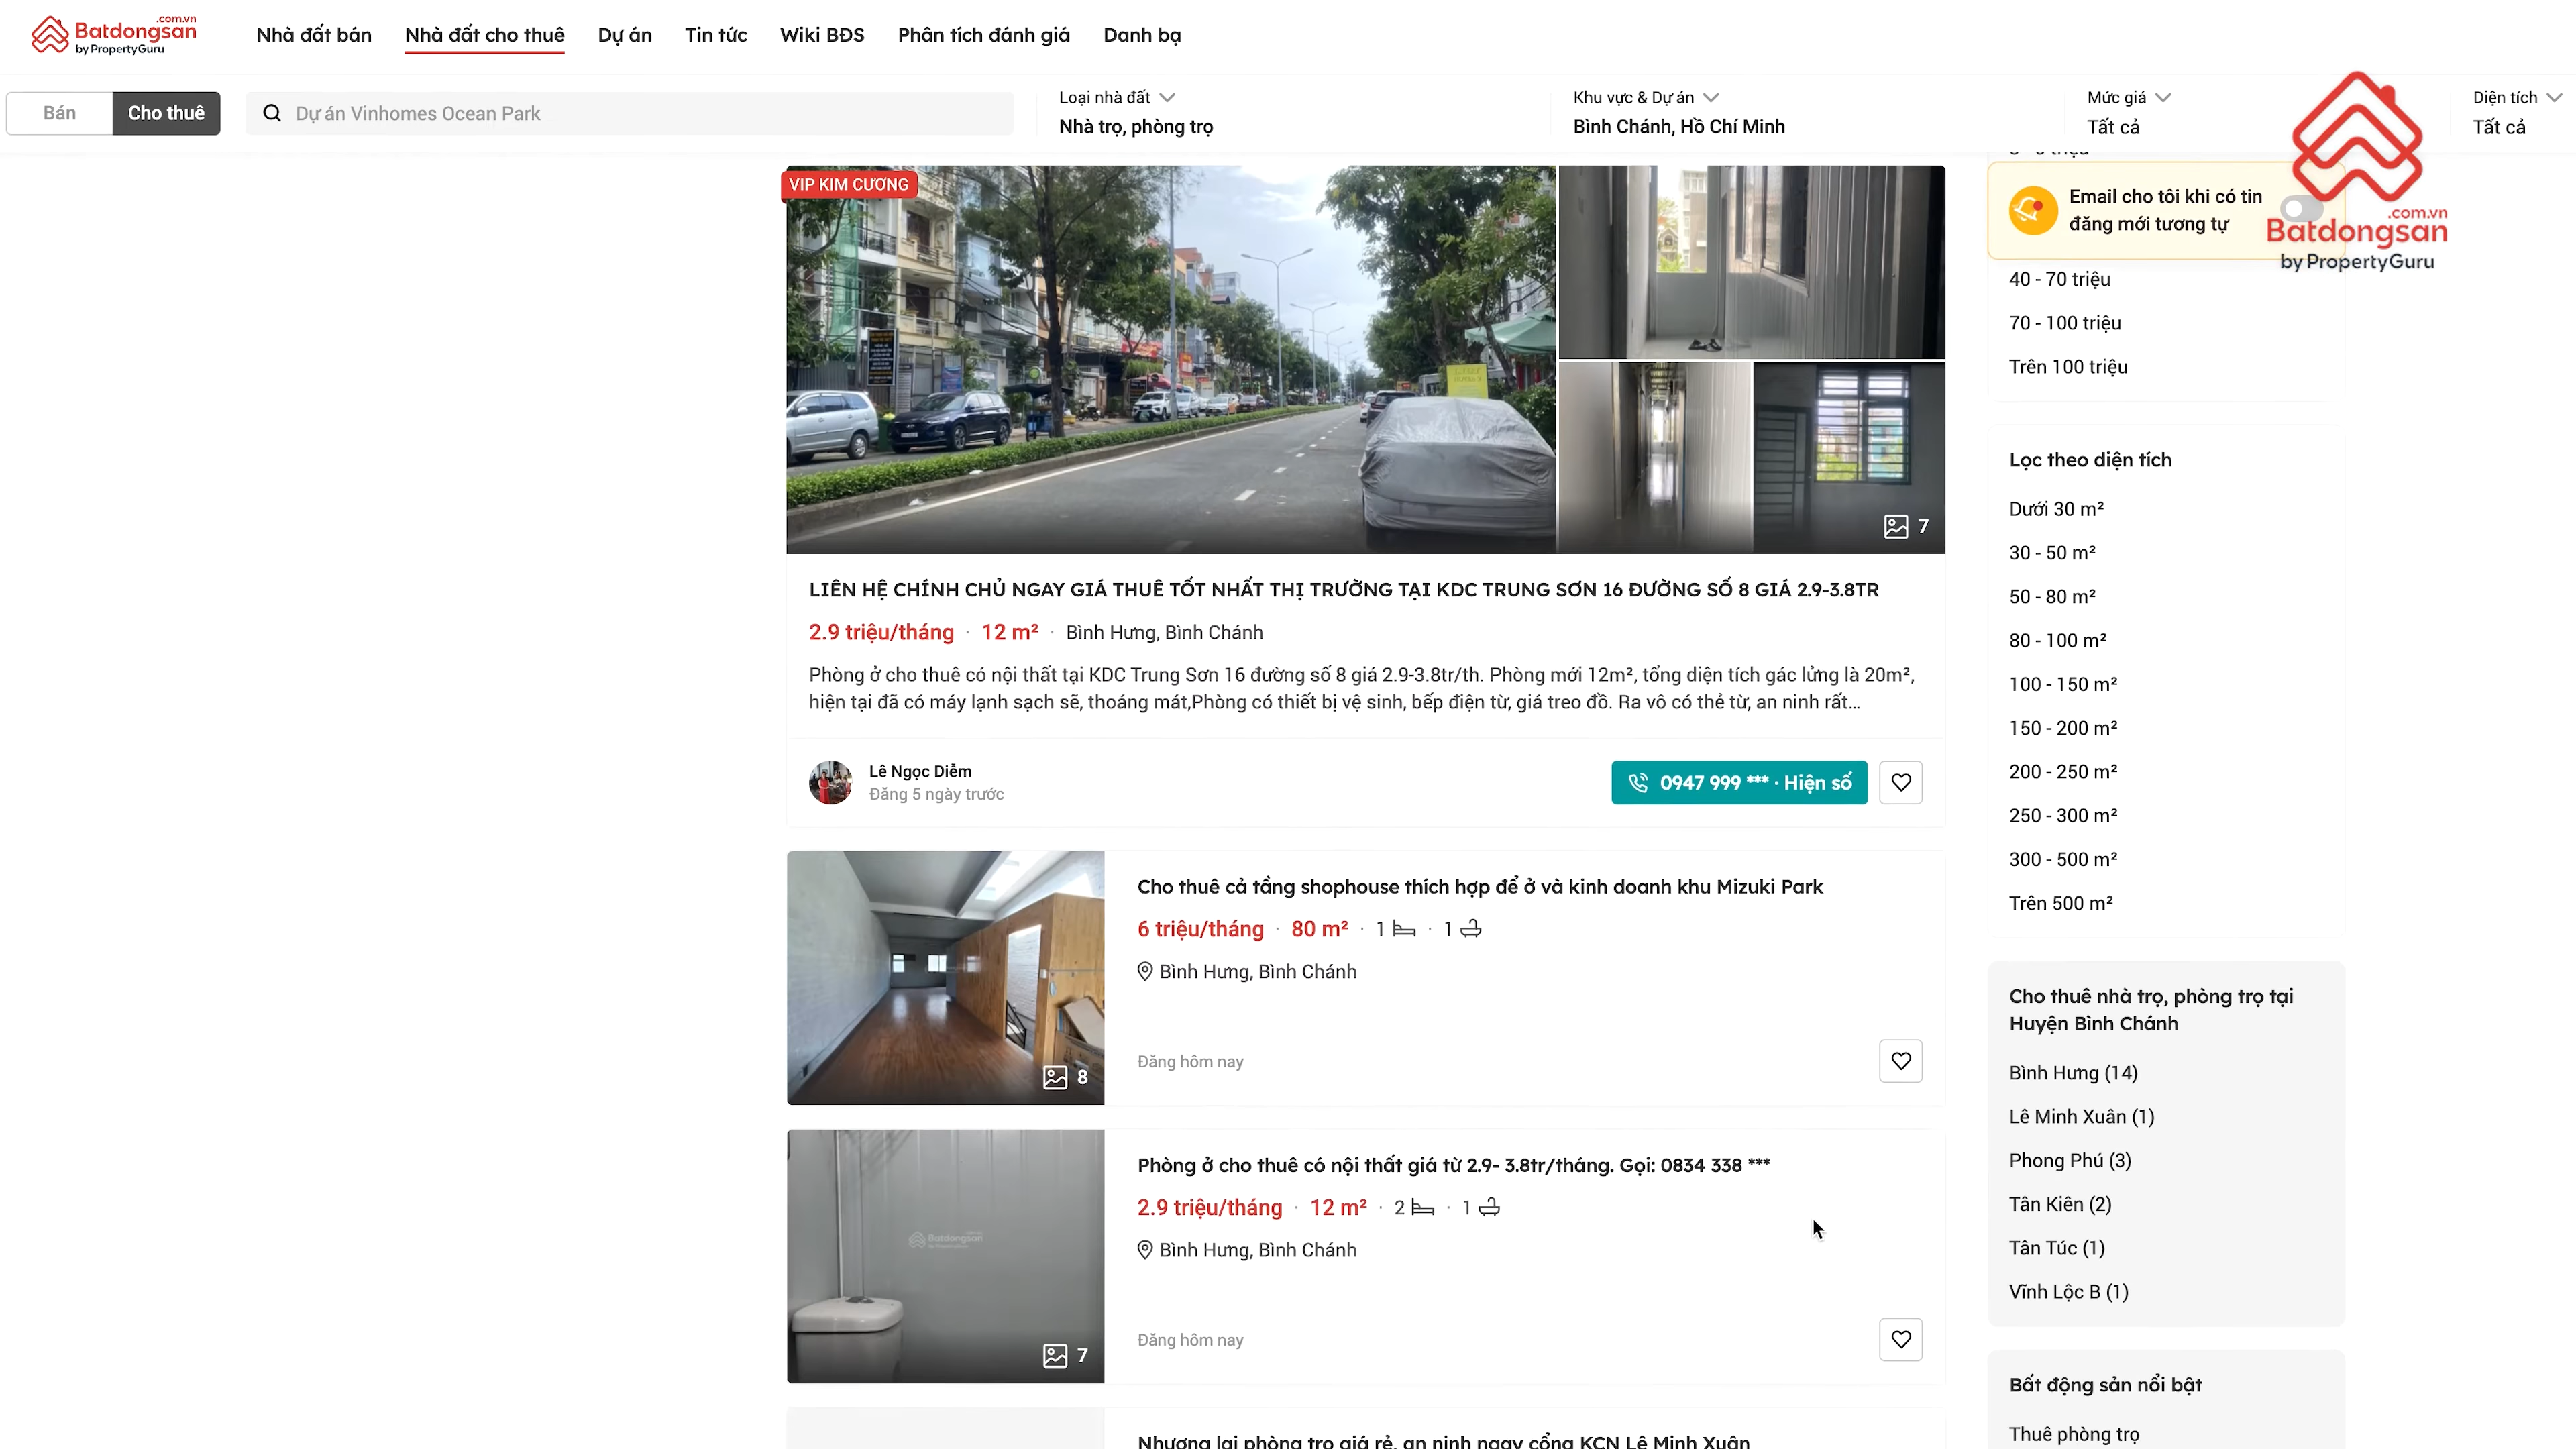 .com.vn
Batdongsan
by PropertyGuru
Nhà đất bán
Nhà đất cho thuê
Dự án
Tin tức
Wiki BĐS
Phân tích đánh giá
Danh bạ
Bán
Cho thuê
Dự án Vinhomes Ocean Park
Loại nhà đất
Nhà trọ, phòng trọ
Khu vực & Dự án
Bình Chánh, Hồ Chí Minh
Mức giá
Tất cả
Diện tích
Tất cả
.com.vn
Batdongsan
by PropertyGuru
VIP KIM CƯƠNG
7
LIÊN HỆ CHÍNH CHỦ NGAY GIÁ THUÊ TỐT NHẤT THỊ TRƯỜNG TẠI KDC TRUNG SƠN 16 ĐƯỜNG SỐ 8 GIÁ 2.9-3.8TR
2.9 triệu/tháng · 12 m² · Bình Hưng, Bình Chánh
Phòng ở cho thuê có nội thất tại KDC Trung Sơn 16 đường số 8 giá 2.9-3.8tr/th. Phòng mới 12m², tổng diện tích gác lửng là 20m²,
hiện tại đã có máy lạnh sạch sẽ, thoáng mát,Phòng có thiết bị vệ sinh, bếp điện từ, giá treo đồ. Ra vô có thẻ từ, an ninh rất...
Lê Ngọc Diễm
Đăng 5 ngày trước
0947 999 *** · Hiện số
8
Cho thuê cả tầng shophouse thích hợp để ở và kinh doanh khu Mizuki Park
6 triệu/tháng · 80 m² · 1 · 1
Bình Hưng, Bình Chánh
Đăng hôm nay
Batdongsan
7
Phòng ở cho thuê có nội thất giá từ 2.9- 3.8tr/tháng. Gọi: 0834 338 ***
2.9 triệu/tháng · 12 m² · 2 · 1
Bình Hưng, Bình Chánh
Đăng hôm nay
Nhượng lại phòng trọ giá rẻ, an ninh ngay cổng KCN Lê Minh Xuân
Email cho tôi khi có tin
đăng mới tương tự
40 - 70 triệu
70 - 100 triệu
Trên 100 triệu
Lọc theo diện tích
Dưới 30 m²
30 - 50 m²
50 - 80 m²
80 - 100 m²
100 - 150 m²
150 - 200 m²
200 - 250 m²
250 - 300 m²
300 - 500 m²
Trên 500 m²
Cho thuê nhà trọ, phòng trọ tại
Huyện Bình Chánh
Bình Hưng (14)
Lê Minh Xuân (1)
Phong Phú (3)
Tân Kiên (2)
Tân Túc (1)
Vĩnh Lộc B (1)
Bất động sản nổi bật
Thuê phòng trọ